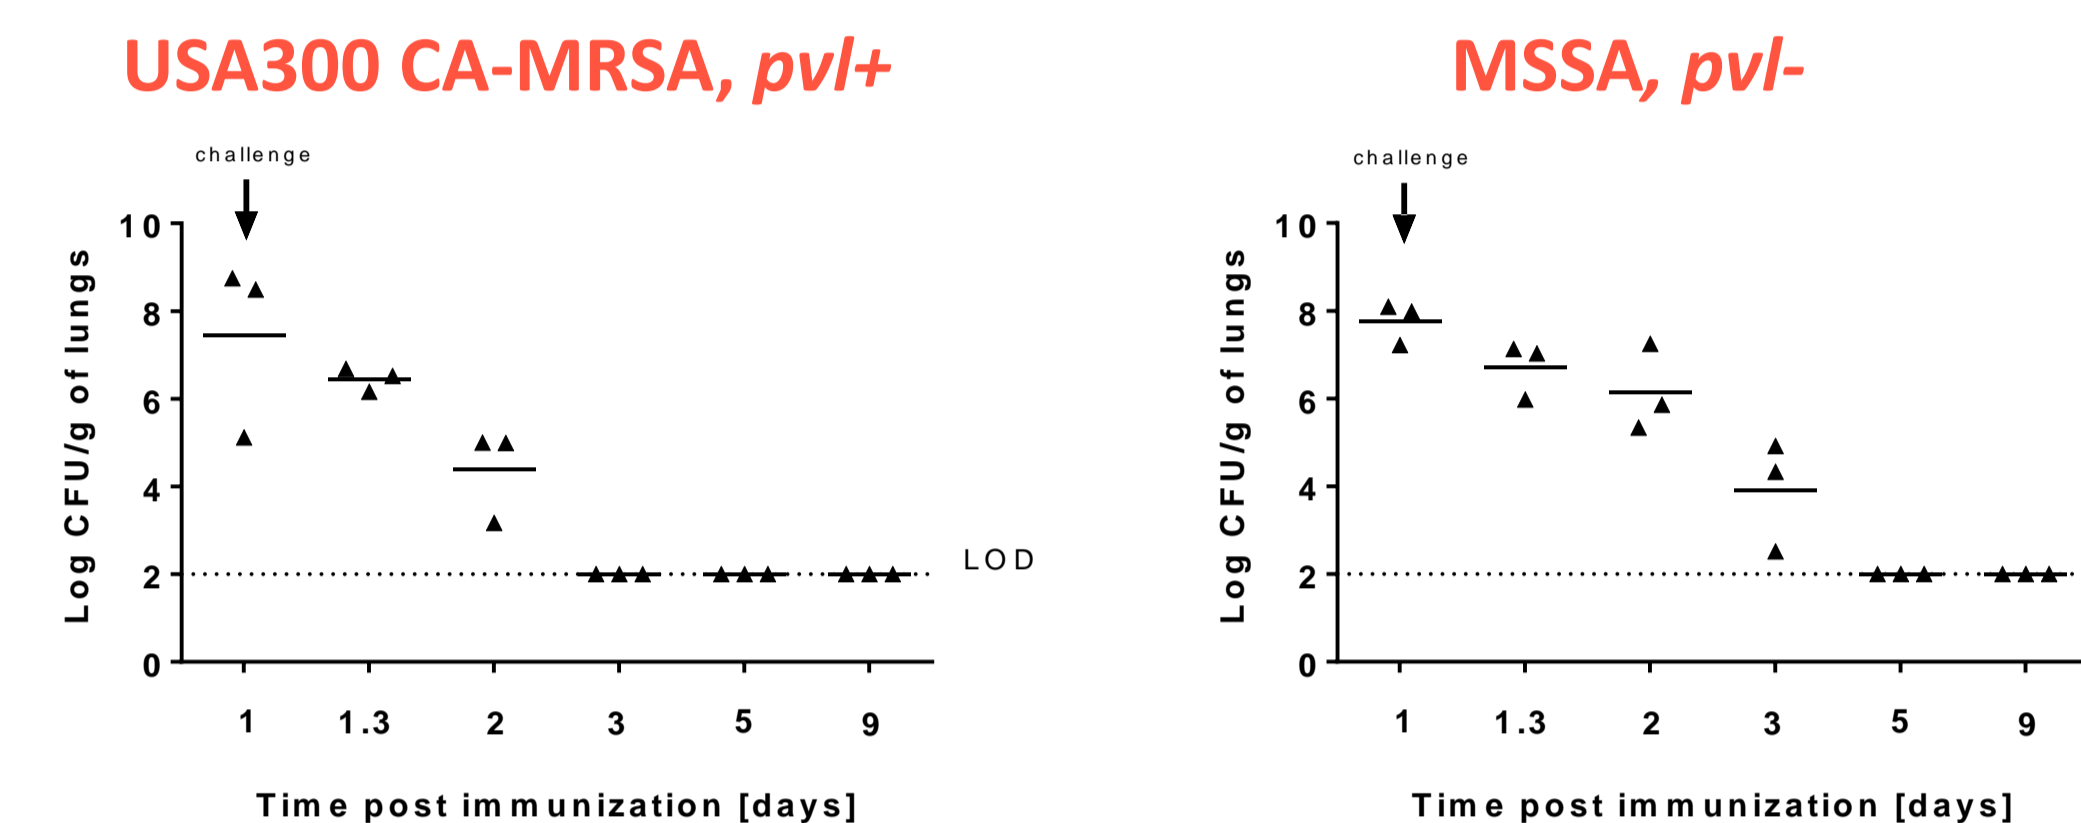 USA300 CA-MRSA, pvl+
challenge
Log CFU/g of lungs
10
8
6
4
2
0
LOD
1 1.3 2 3 5 9
Time post immunization [days]
MSSA, pvl-
challenge
Log CFU/g of lungs
10
8
6
4
2
0
1 1.3 2 3 5 9
Time post immunization [days]